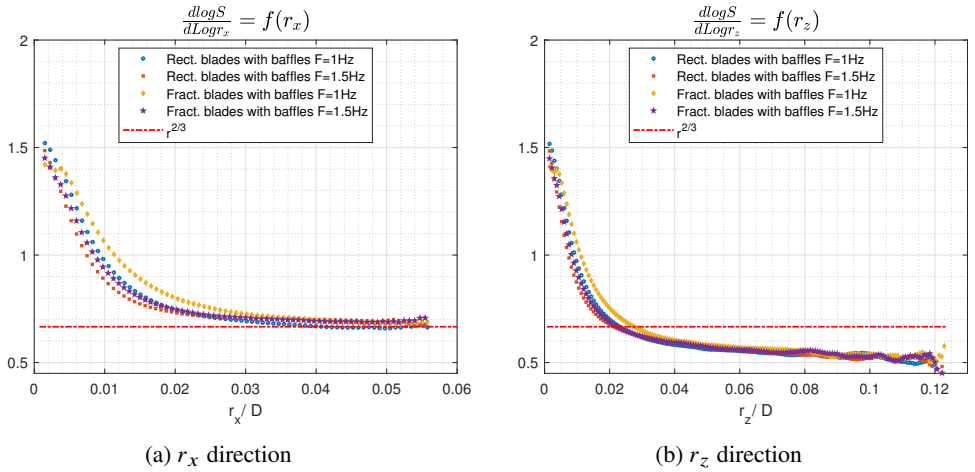 dlogS/dLogr_x = f(r_x)
2
1.5
1
0.5
Rect. blades with baffles F=1Hz
Rect. blades with baffles F=1.5Hz
Fract. blades with baffles F=1Hz
Fract. blades with baffles F=1.5Hz
r^{2/3}
0 0.01 0.02 0.03 0.04 0.05 0.06
r_x/ D
(a) r_x direction
dlogS/dLogr_z = f(r_z)
2
1.5
1
0.5
Rect. blades with baffles F=1Hz
Rect. blades with baffles F=1.5Hz
Fract. blades with baffles F=1Hz
Fract. blades with baffles F=1.5Hz
r^{2/3}
0 0.02 0.04 0.06 0.08 0.1 0.12
r_z/ D
(b) r_z direction